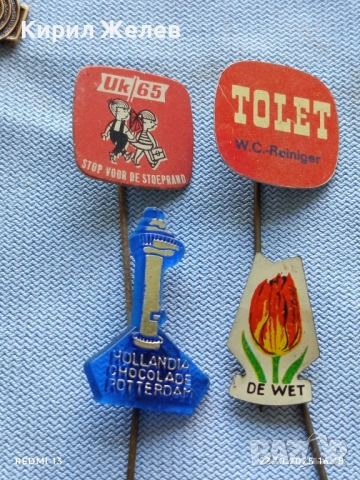 Кирил Желев
Uk 65
STOP VOOR DE STOEPRAND
TOLET
W.C.-Reiniger
HOLLANDIA
CHOCOLADE
ROTTERDAM
DE WET
REDMI 13